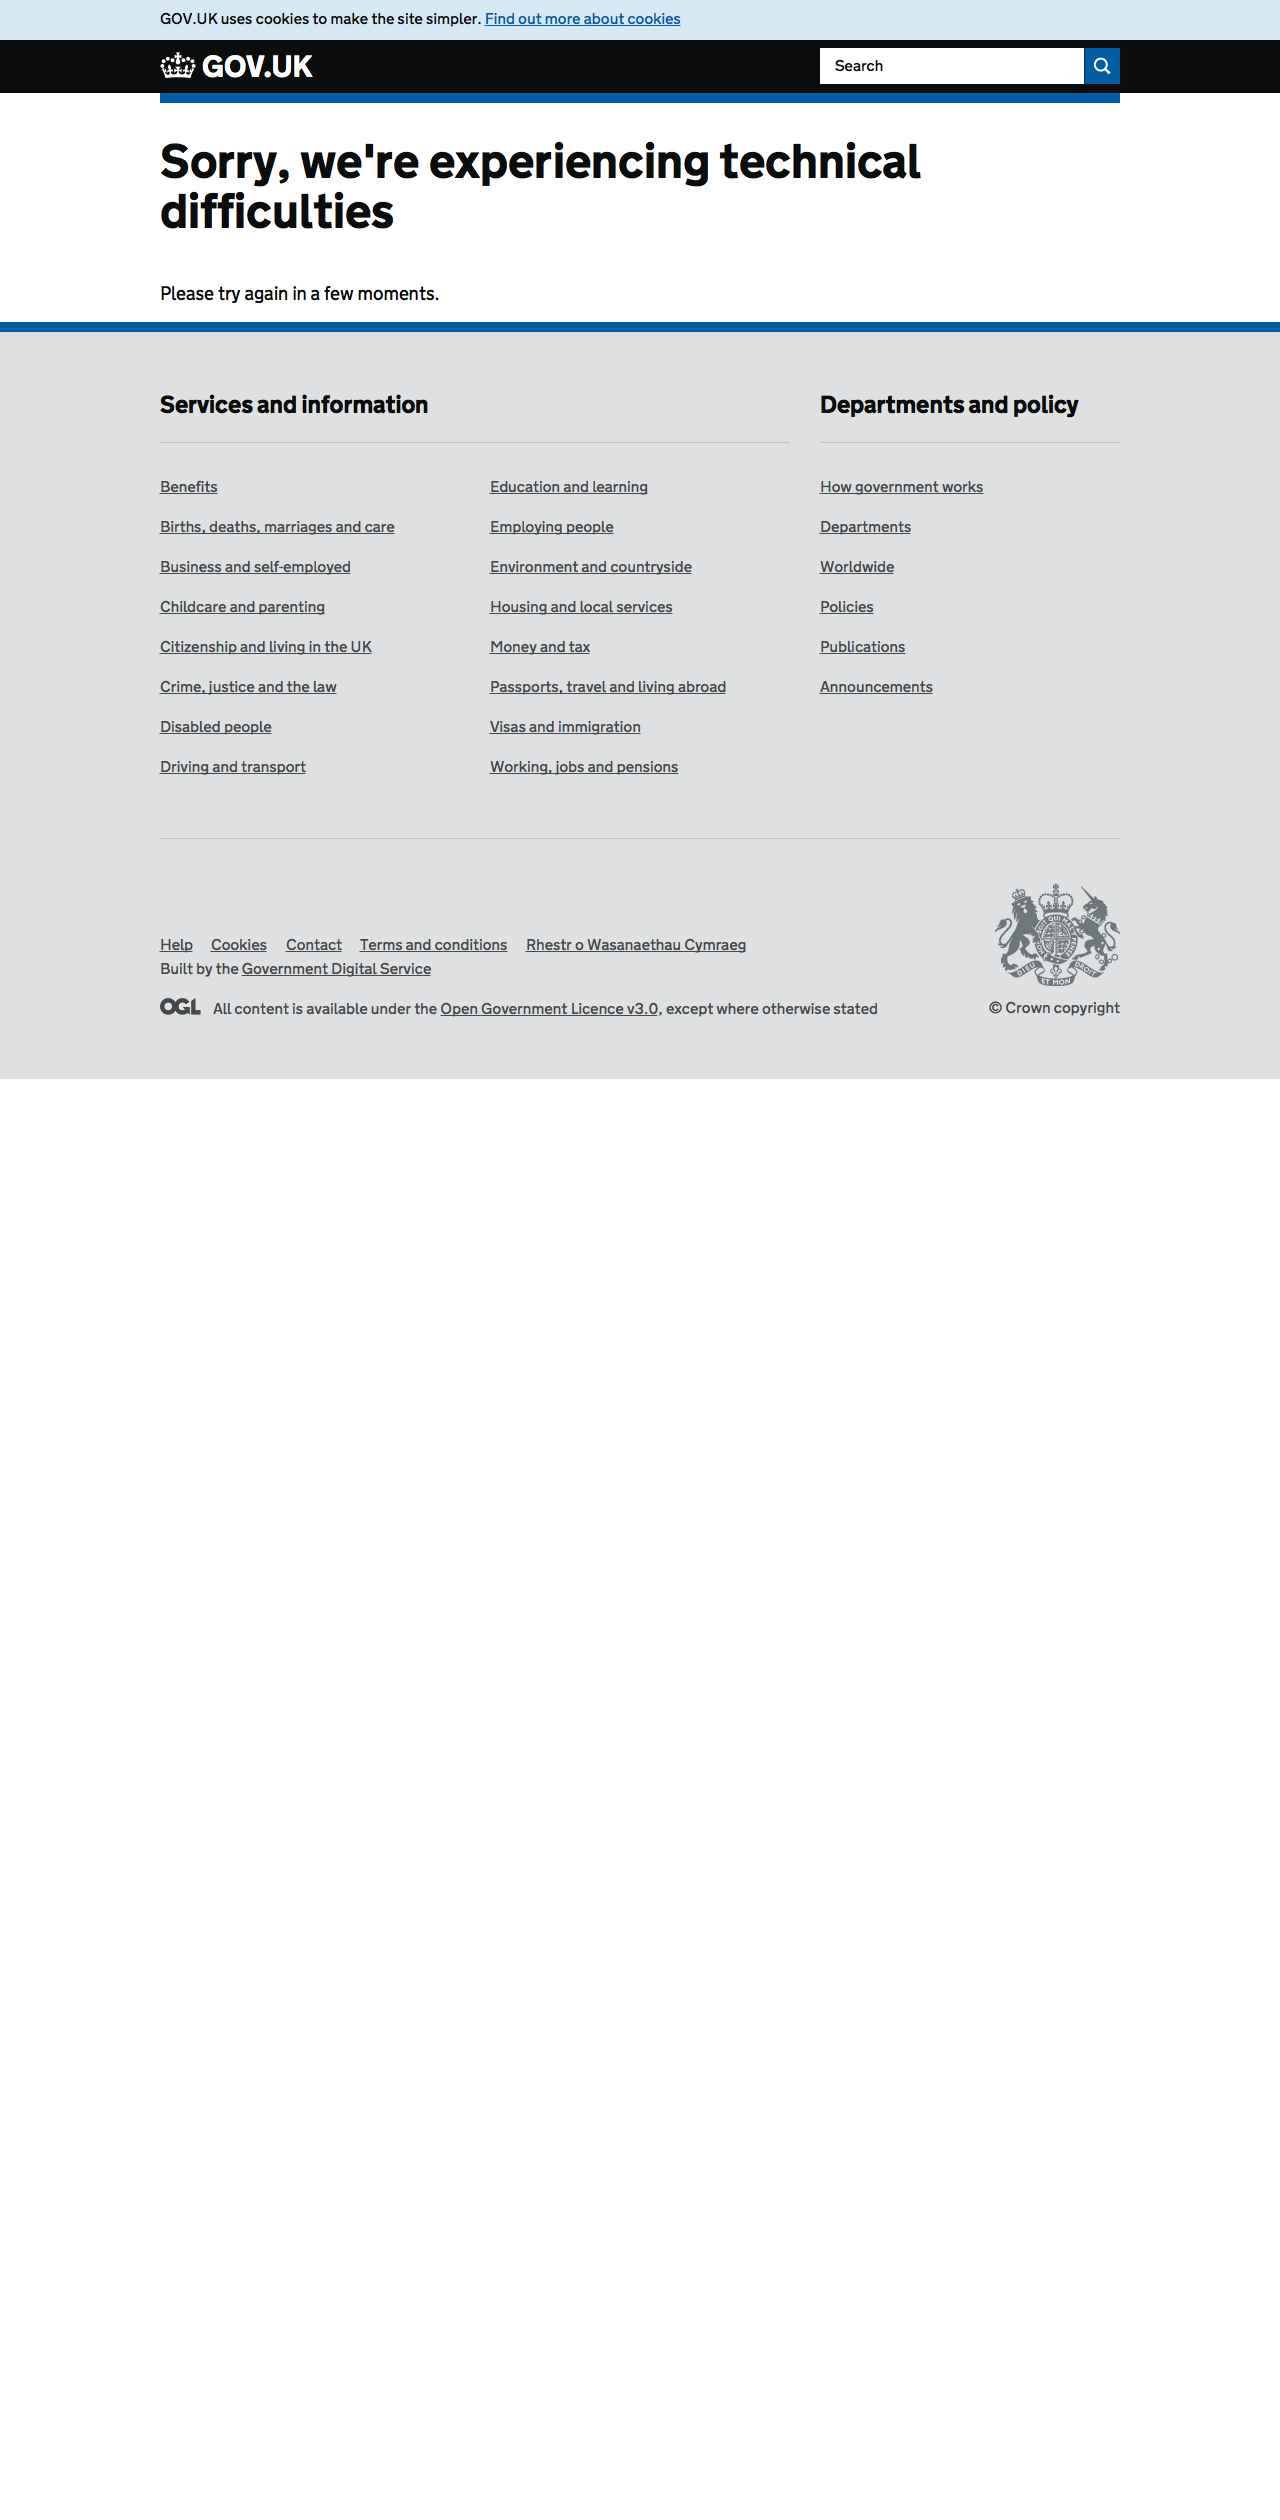 GOV.UK uses cookies to make the site simpler. Find out more about cookies
GOV.UK
Search
Sorry, we're experiencing technical
difficulties
Please try again in a few moments.
Services and information
Benefits
Births, deaths, marriages and care
Business and self-employed
Childcare and parenting
Citizenship and living in the UK
Crime, justice and the law
Disabled people
Driving and transport
Education and learning
Employing people
Environment and countryside
Housing and local services
Money and tax
Passports, travel and living abroad
Visas and immigration
Working, jobs and pensions
Departments and policy
How government works
Departments
Worldwide
Policies
Publications
Announcements
Help Cookies Contact Terms and conditions Rhestr o Wasanaethau Cymraeg
Built by the Government Digital Service
OGL All content is available under the Open Government Licence v3.0, except where otherwise stated
DIEU ET MON DROIT
© Crown copyright